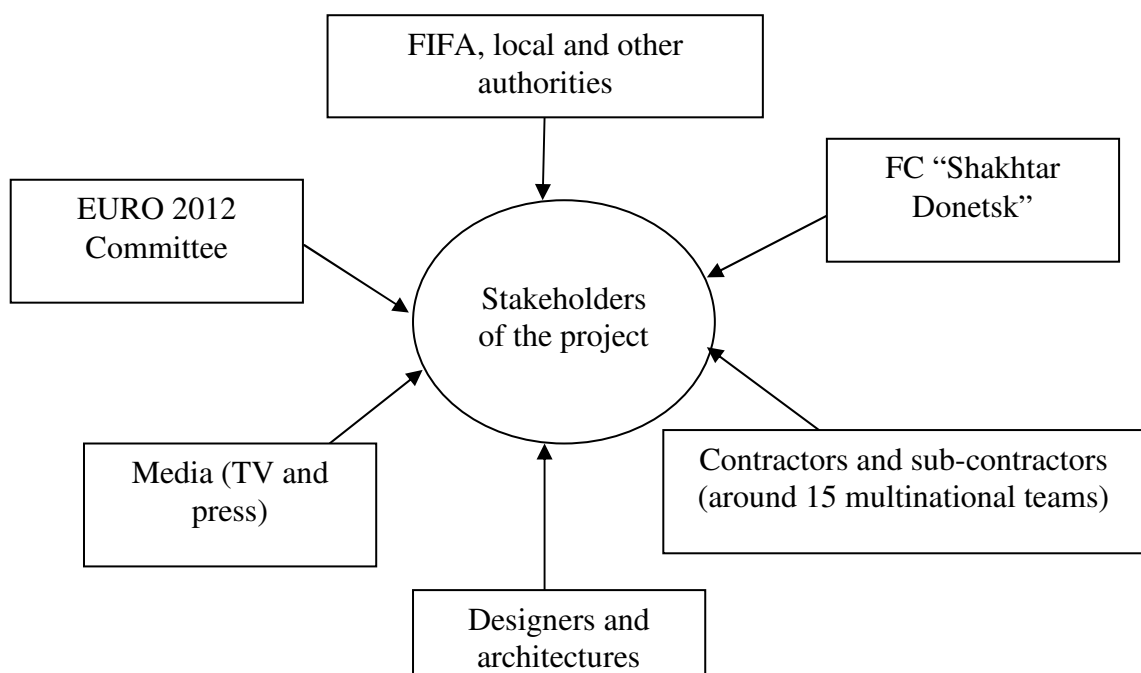 FIFA, local and other
authorities
FC “Shakhtar
Donetsk”
EURO 2012
Committee
Stakeholders
of the project
Media (TV and
press)
Contractors and sub-contractors
(around 15 multinational teams)
Designers and
architectures